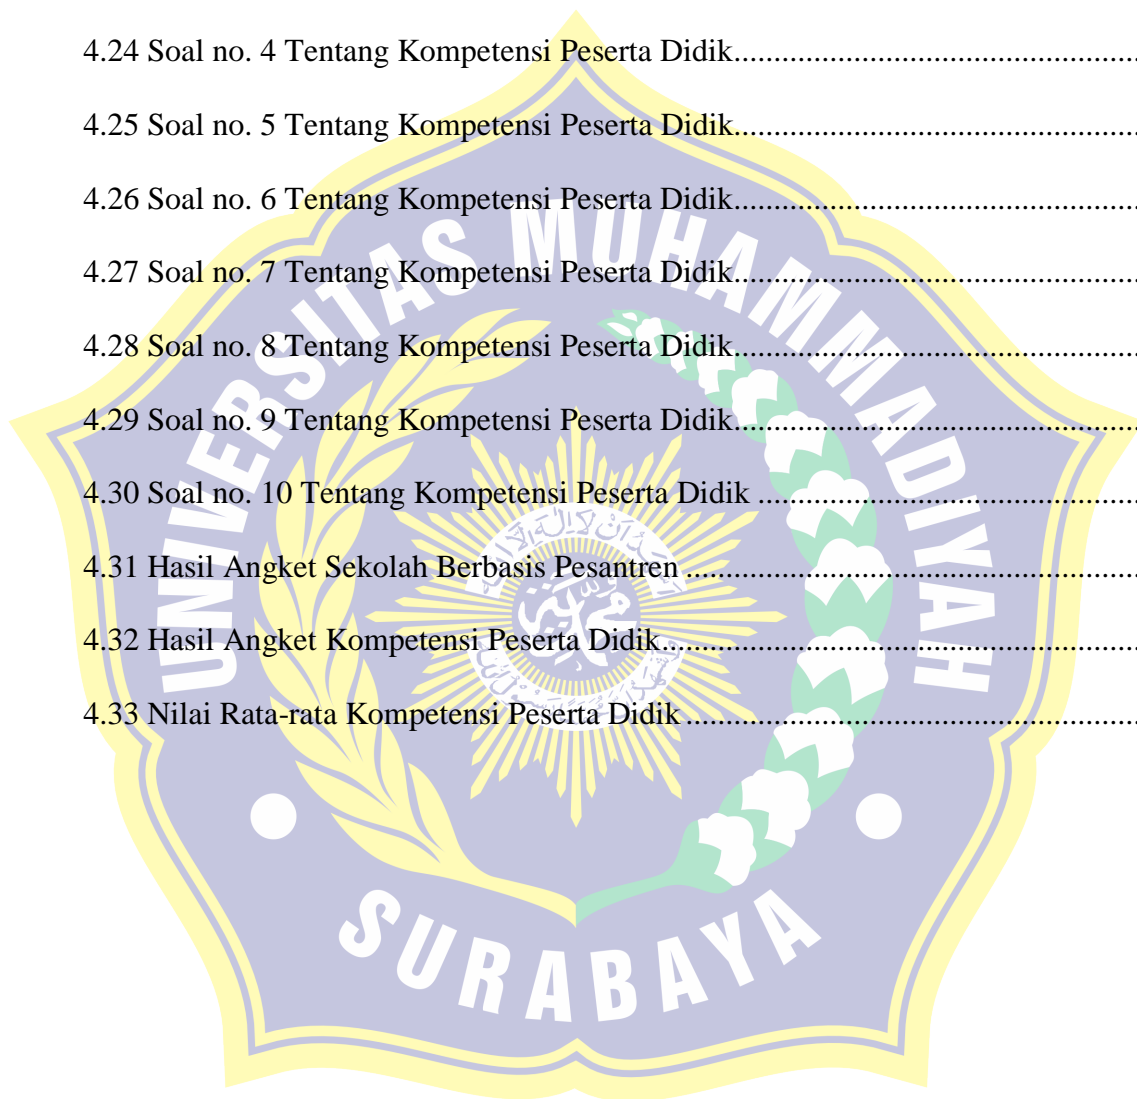 4.24 Soal no. 4 Tentang Kompetensi Peserta Didik..................................................
4.25 Soal no. 5 Tentang Kompetensi Peserta Didik..................................................
4.26 Soal no. 6 Tentang Kompetensi Peserta Didik..................................................
4.27 Soal no. 7 Tentang Kompetensi Peserta Didik..................................................
4.28 Soal no. 8 Tentang Kompetensi Peserta Didik..................................................
4.29 Soal no. 9 Tentang Kompetensi Peserta Didik..................................................
4.30 Soal no. 10 Tentang Kompetensi Peserta Didik ...............................................
4.31 Hasil Angket Sekolah Berbasis Pesantren ........................................................
4.32 Hasil Angket Kompetensi Peserta Didik...........................................................
4.33 Nilai Rata-rata Kompetensi Peserta Didik ........................................................
UNIVERSITAS MUHAMMADIYAH
SURABAYA